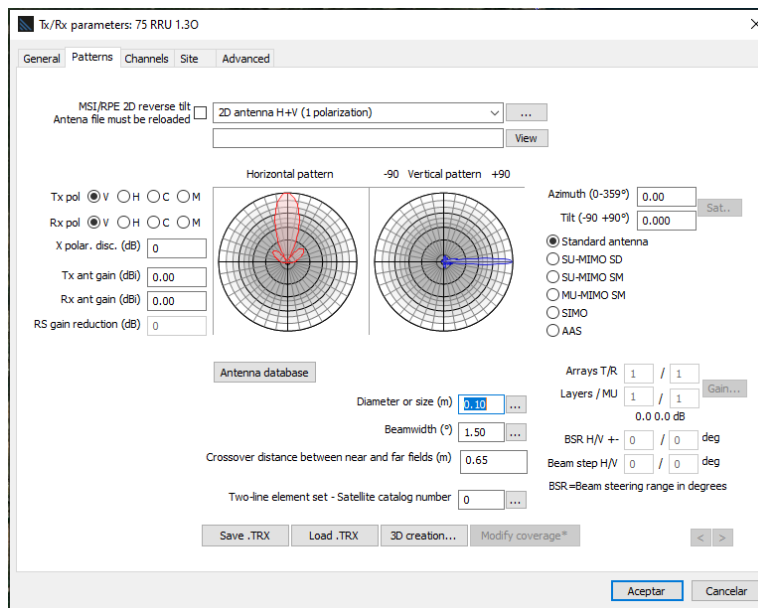 Tx/Rx parameters: 75 RRU 1.3O
General Patterns Channels Site Advanced
MSI/RPE 2D reverse tilt
Antena file must be reloaded
2D antenna H+V (1 polarization) ...
View
Horizontal pattern -90 Vertical pattern +90
Tx pol V H C M
Rx pol V H C M
X polar. disc. (dB) 0
Tx ant gain (dBi) 0.00
Rx ant gain (dBi) 0.00
RS gain reduction (dB) 0
Azimuth (0-359°) 0.00
Tilt (-90 +90°) 0.000
Sat..
Standard antenna
SU-MIMO SD
SU-MIMO SM
MU-MIMO SM
SIMO
AAS
Antenna database
Diameter or size (m) 0.10 ...
Beamwidth (°) 1.50 ...
Crossover distance between near and far fields (m) 0.65
Two-line element set - Satellite catalog number 0 ...
Arrays T/R 1 / 1
Layers / MU 1 / 1
Gain...
0.0 0.0 dB
BSR H/V +- 0 / 0 deg
Beam step H/V 0 / 0 deg
BSR=Beam steering range in degrees
Save .TRX Load .TRX 3D creation... Modify coverage* < >
Aceptar Cancelar